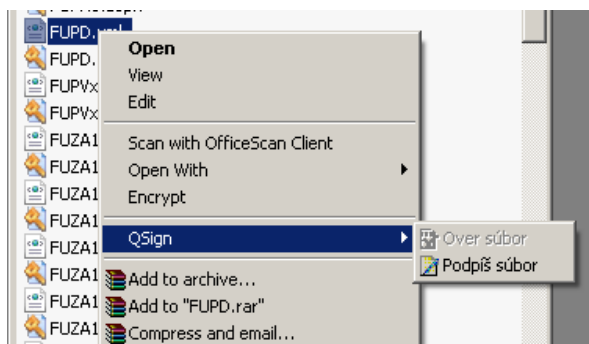 FUPD.xml
Open
FUPD.
View
FUPVx
Edit
FUPVx
FUZA1
Scan with OfficeScan Client
FUZA1
Open With
FUZA1
Encrypt
FUZA1
FUZA1
QSign
Over súbor
FUZA1
Podpíš súbor
Add to archive...
FUZA1
Add to "FUPD.rar"
FUZA1
Compress and email...